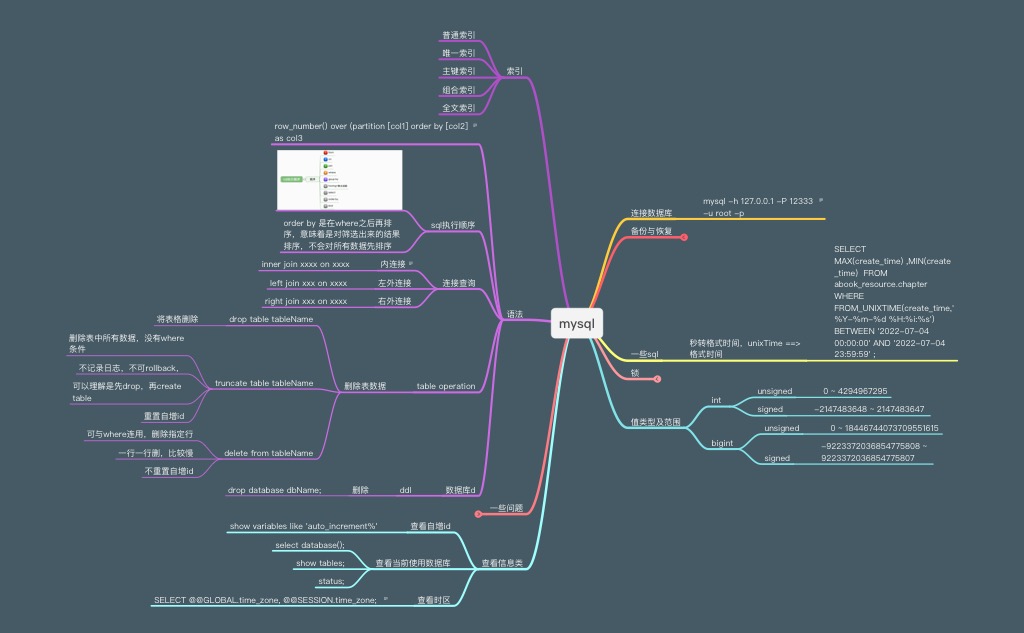 普通索引
唯一索引
主键索引
组合索引
全文索引
索引
row_number() over (partition [col1] order by [col2]
as col3
order by 是在where之后再排
序，意味着是对筛选出来的结果
排序，不会对所有数据先排序
sql执行顺序
inner join xxxx on xxxx
内连接
left join xxx on xxxx
左外连接
right join xxx on xxxx
右外连接
连接查询
语法
将表格删除
drop table tableName
删除表中所有数据，没有where
条件
不记录日志，不可rollback,
可以理解是先drop，再create
table
重置自增id
truncate table tableName
可与where连用，删除指定行
一行一行删，比较慢
不重置自增id
delete from tableName
删除表数据
table operation
drop database dbName;
删除
ddl
数据库d
一些问题
show variables like 'auto_increment%'
查看自增id
select database();
show tables;
status;
查看当前使用数据库
SELECT @@GLOBAL.time_zone, @@SESSION.time_zone;
查看时区
查看信息类
mysql
连接数据库
mysql -h 127.0.0.1 -P 12333
-u root -p
备份与恢复
一些sql
秒转格式时间，unixTime ==>
格式时间
SELECT
MAX(create_time) ,MIN(create
_time)  FROM
abook_resource.chapter
WHERE
FROM_UNIXTIME(create_time,'
%Y-%m-%d %H:%i:%s')
BETWEEN '2022-07-04
00:00:00' AND '2022-07-04
23:59:59' ;
锁
值类型及范围
int
unsigned
0 ~ 4294967295
signed
-2147483648 ~ 2147483647
bigint
unsigned
0 ~ 18446744073709551615
signed
-9223372036854775808 ~
9223372036854775807